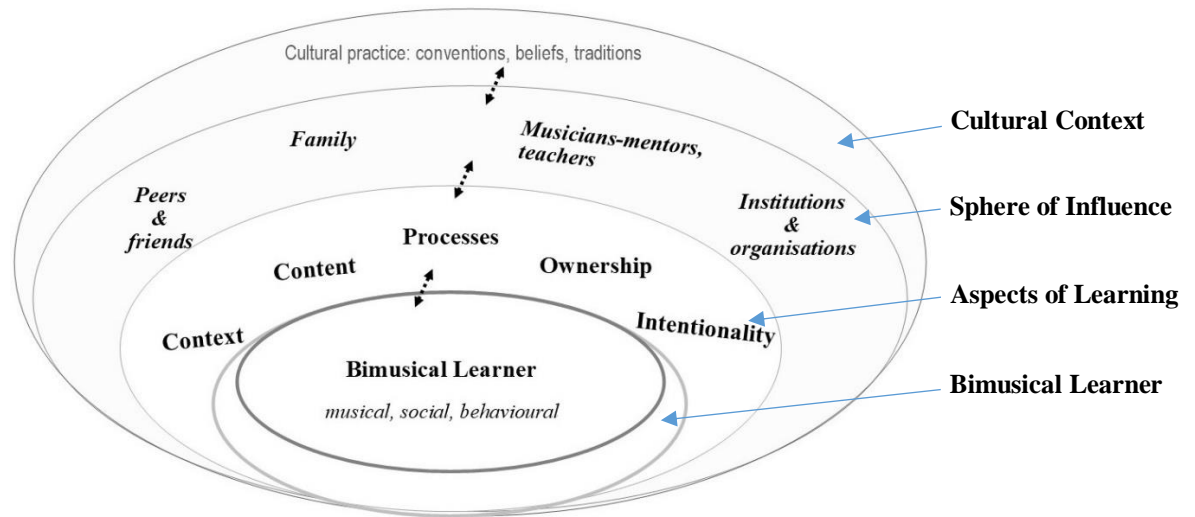 Cultural practice: conventions, beliefs, traditions
Family
Musicians-mentors,
teachers
Peers
&
friends
Institutions
&
organisations
Processes
Content
Ownership
Context
Intentionality
Bimusical Learner
musical, social, behavioural
Cultural Context
Sphere of Influence
Aspects of Learning
Bimusical Learner